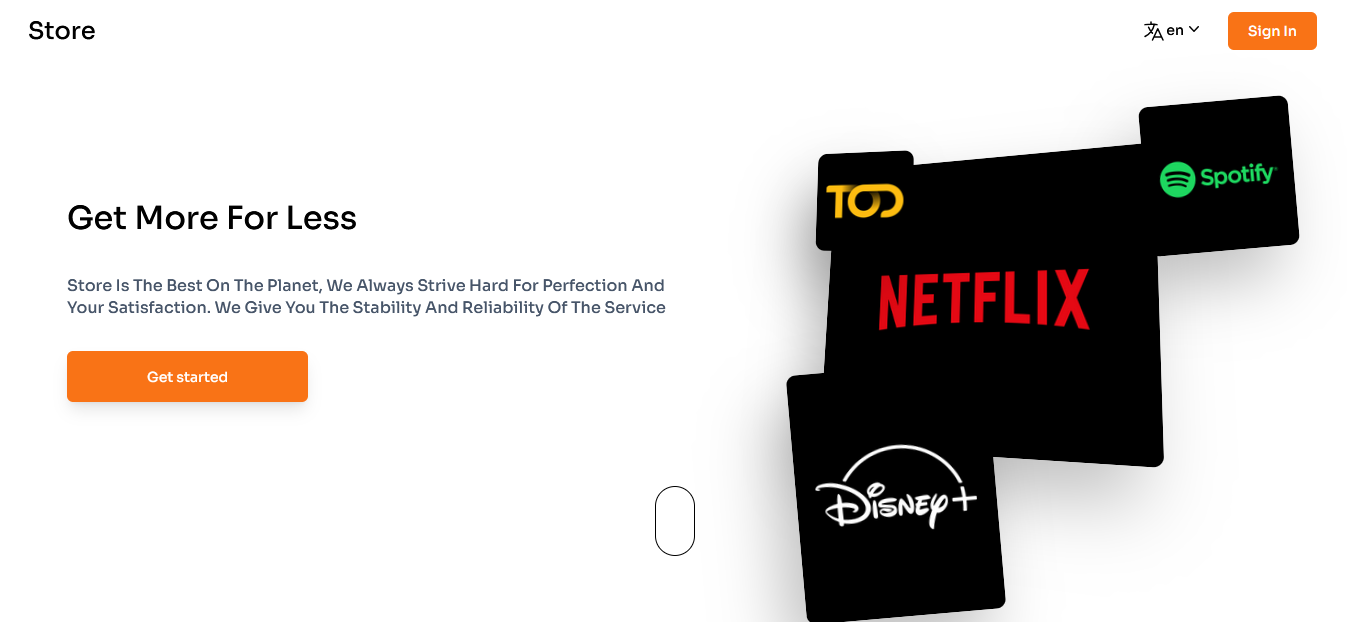 Store
en
Sign In
Spotify
TOD
Get More For Less
NETFLIX
Store Is The Best On The Planet, We Always Strive Hard For Perfection And
Your Satisfaction. We Give You The Stability And Reliability Of The Service
Get started
Disney+